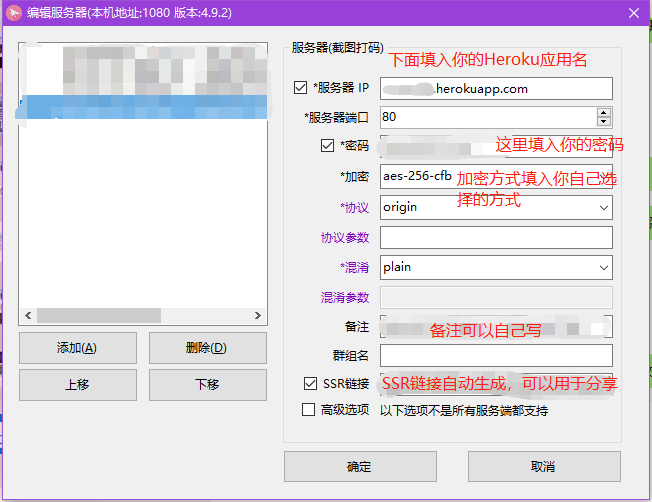 编辑服务器(本机地址:1080 版本:4.9.2)
服务器(截图打码)
下面填入你的Heroku应用名
*服务器 IP
.herokuapp.com
*服务器端口
80
*密码
这里填入你的密码
*加密
aes-256-cfb
加密方式填入你自己选
择的方式
*协议
origin
协议参数
*混淆
plain
混淆参数
备注
备注可以自己写
群组名
SSR链接
SSR链接自动生成，可以用于分享
高级选项
以下选项不是所有服务端都支持
添加(A)
删除(D)
上移
下移
确定
取消